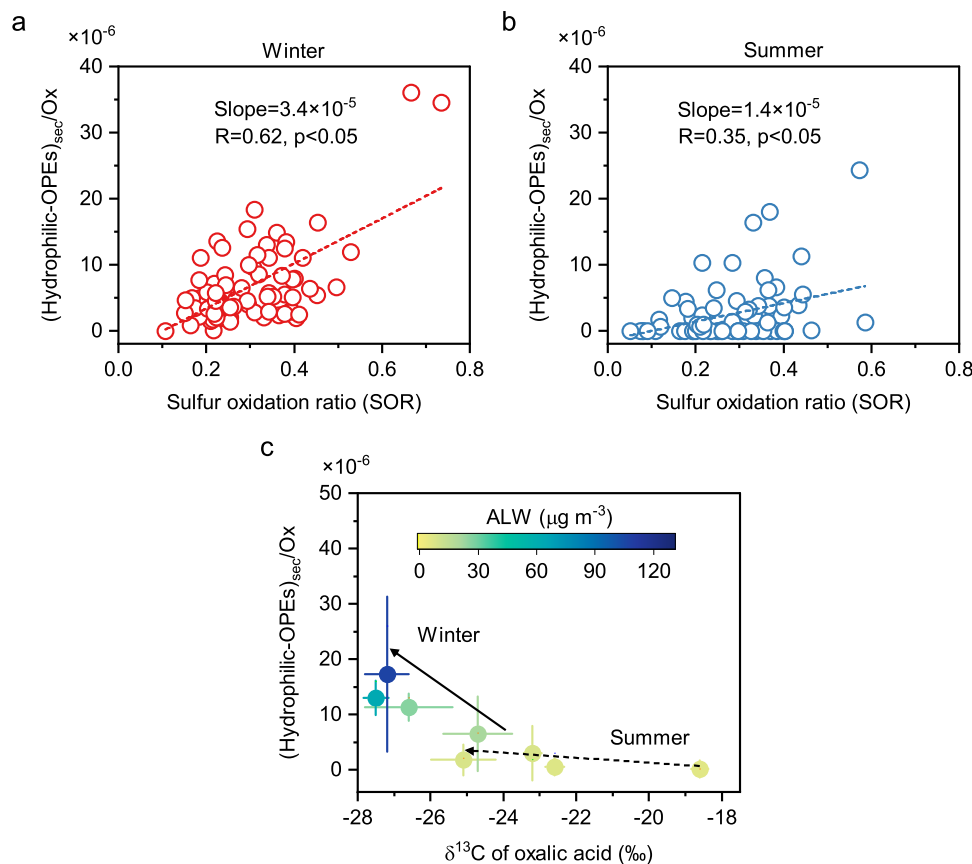 a
×10⁻⁶
Winter
(Hydrophilic-OPEs)sec/Ox
40
30
20
10
0
Slope=3.4×10⁻⁵
R=0.62, p<0.05
0.0 0.2 0.4 0.6 0.8
Sulfur oxidation ratio (SOR)
b
×10⁻⁶
Summer
(Hydrophilic-OPEs)sec/Ox
40
30
20
10
0
Slope=1.4×10⁻⁵
R=0.35, p<0.05
0.0 0.2 0.4 0.6 0.8
Sulfur oxidation ratio (SOR)
c
×10⁻⁶
(Hydrophilic-OPEs)sec/Ox
50
40
30
20
10
0
ALW (μg m⁻³)
0 30 60 90 120
Winter
Summer
-28 -26 -24 -22 -20 -18
δ¹³C of oxalic acid (‰)